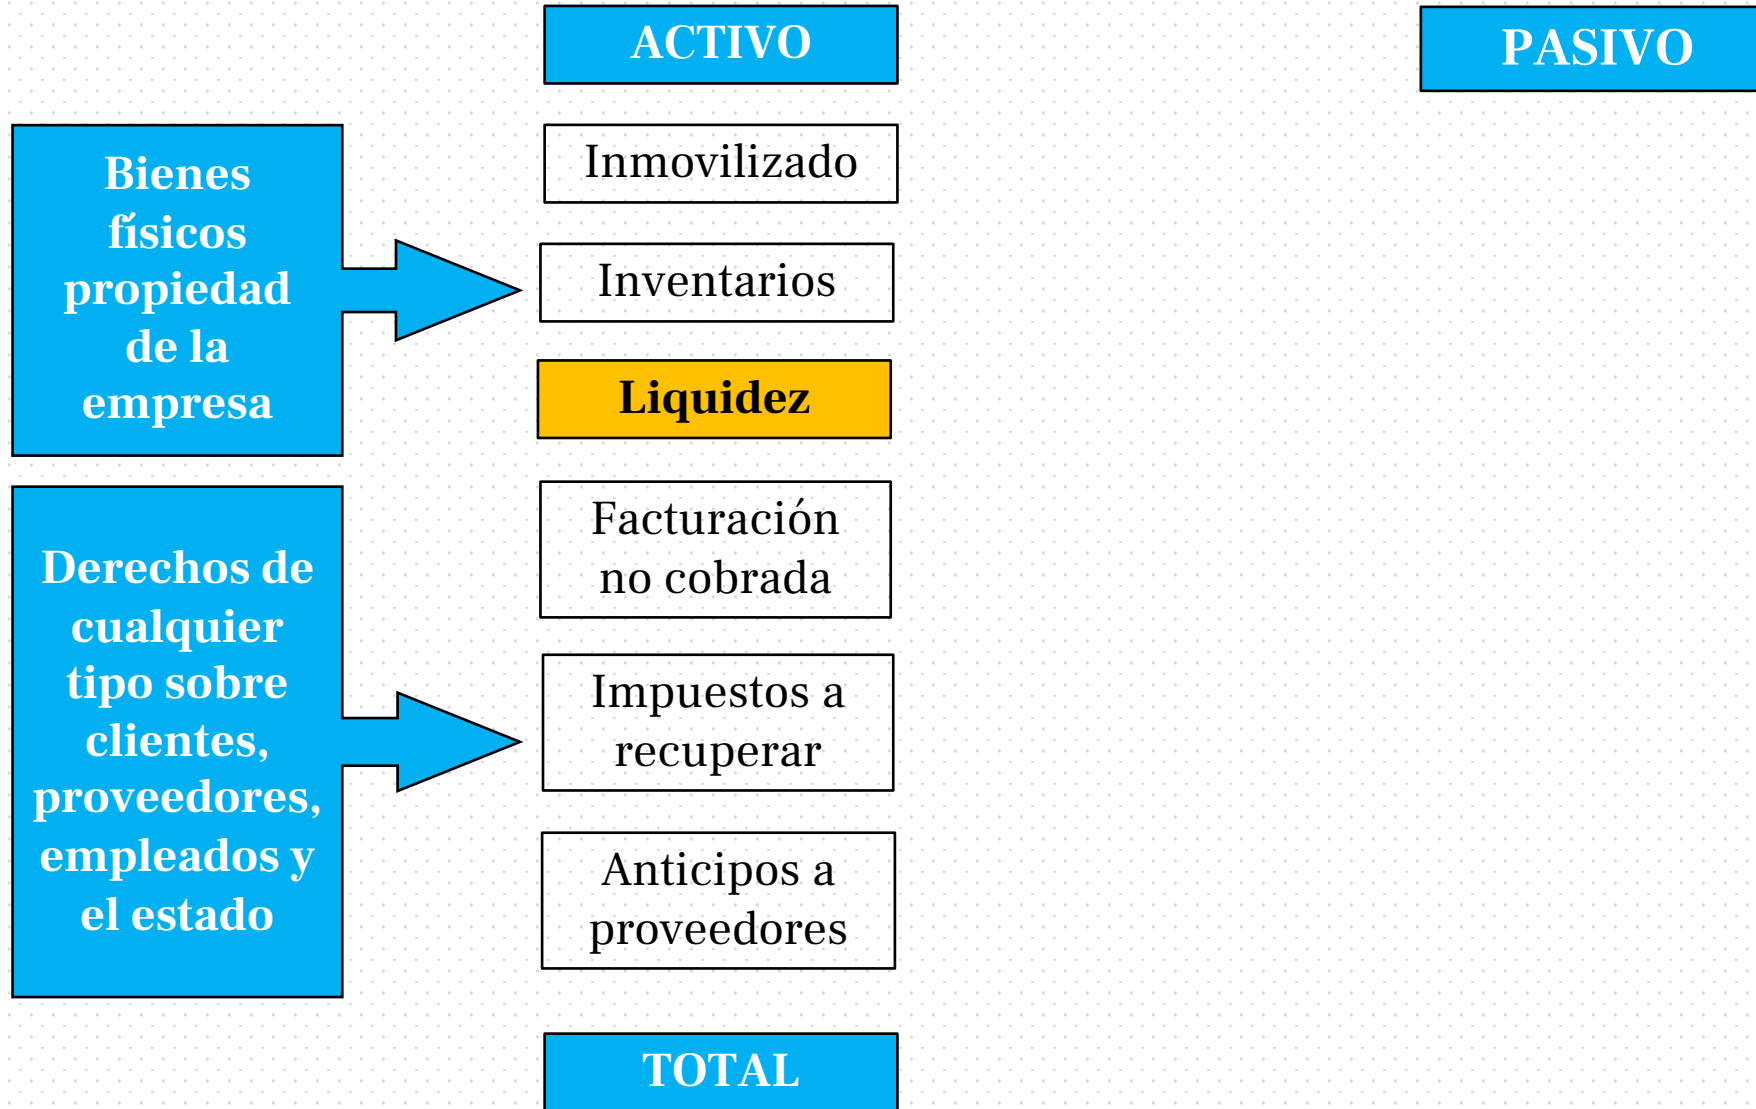 ACTIVO
PASIVO
Bienes
físicos
propiedad
de la
empresa
Inmovilizado
Inventarios
Liquidez
Derechos de
cualquier
tipo sobre
clientes,
proveedores,
empleados y
el estado
Facturación
no cobrada
Impuestos a
recuperar
Anticipos a
proveedores
TOTAL